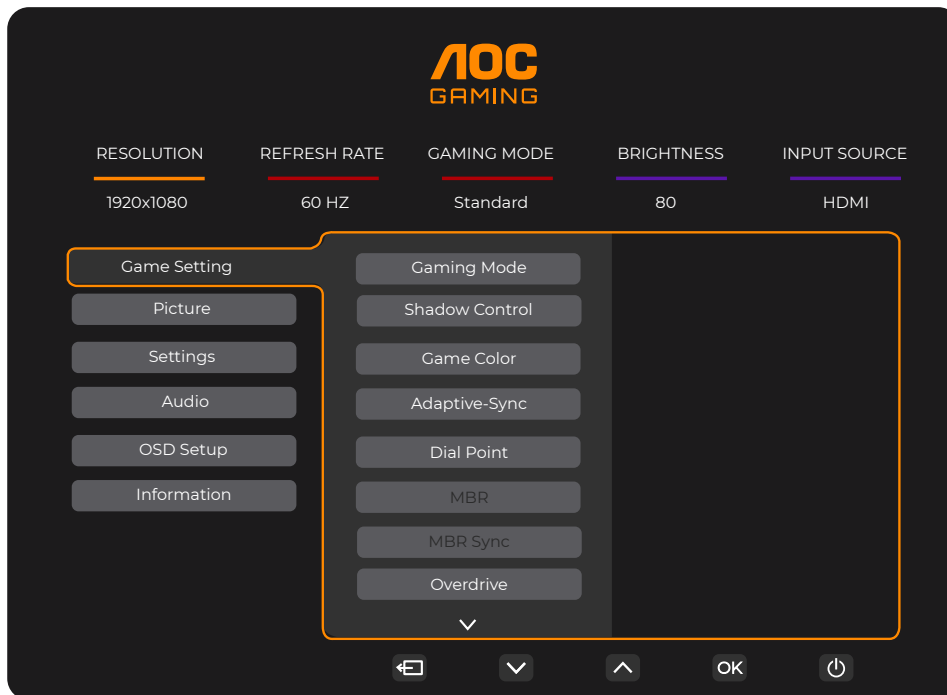 AOC
GAMING
RESOLUTION REFRESH RATE GAMING MODE BRIGHTNESS INPUT SOURCE
1920x1080 60 HZ Standard 80 HDMI
Game Setting
Picture
Settings
Audio
OSD Setup
Information
Gaming Mode
Shadow Control
Game Color
Adaptive-Sync
Dial Point
MBR
MBR Sync
Overdrive
OK